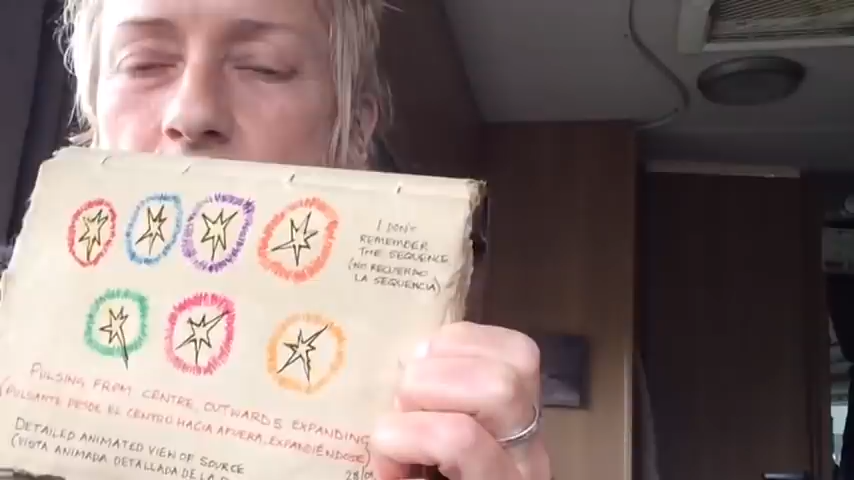 I DON'T
REMEMBER
THE SEQUENCE
(NO RECUERDO
LA SEQUENCIA)
PULSING FROM CENTRE, OUTWARDS EXPANDING
(PULSANTE DESDE EL CENTRO HACIA AFUERA, EXPANDIÉNDOSE)
DETAILED ANIMATED VIEW OF SOURCE
(VISTA ANIMADA DETALLADA DE LA